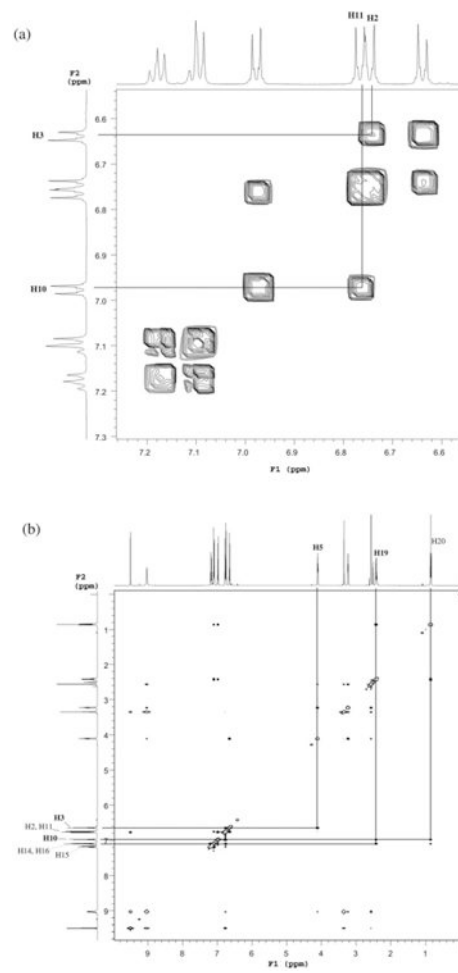 (a)
H11 H2
F2
(ppm)
H3
6.6
6.7
6.8
6.9
H10
7.0
7.1
7.2
7.3
7.2 7.1 7.0 6.9 6.8 6.7 6.6
F1 (ppm)
(b)
H5 H19 H20
F2
(ppm)
1
2
3
4
5
6
H3
H2, H11
7
H10
H14, H16 H15
8
9
9 8 7 6 5 4 3 2 1
F1 (ppm)